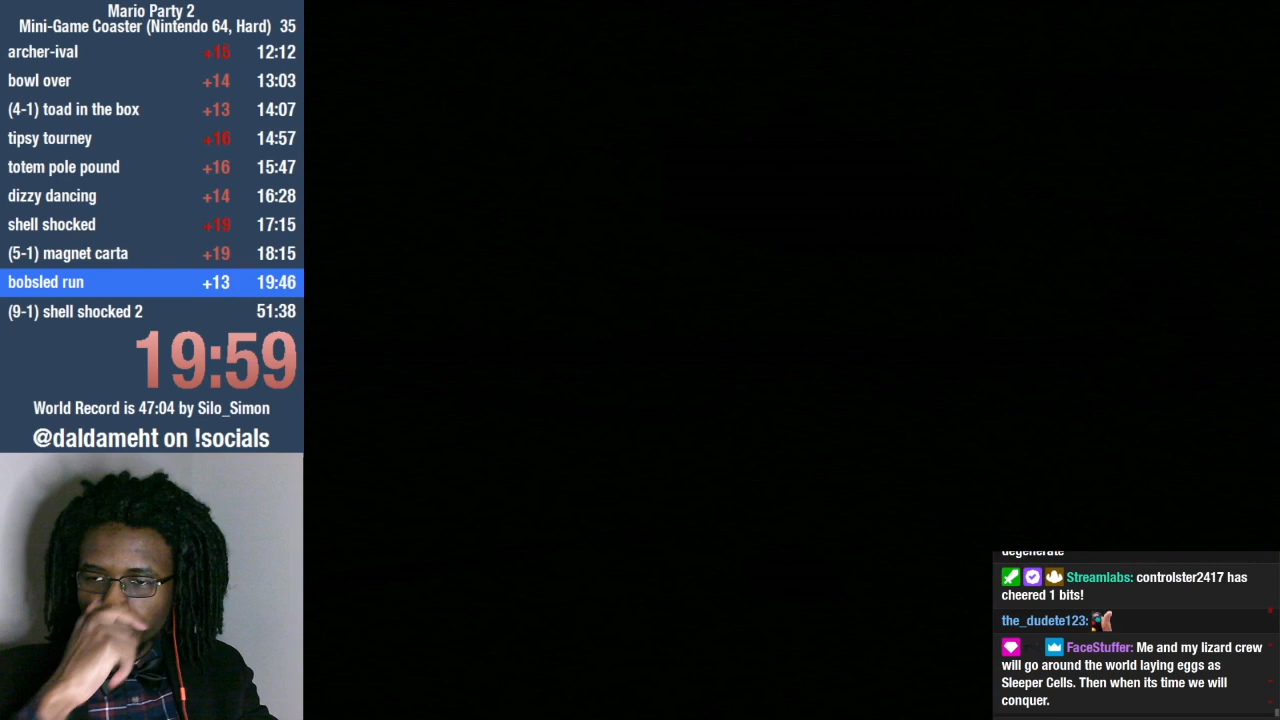 Mario Party 2
Mini-Game Coaster (Nintendo 64, Hard) 35
archer-ival +15 12:12
bowl over +14 13:03
(4-1) toad in the box +13 14:07
tipsy tourney +16 14:57
totem pole pound +16 15:47
dizzy dancing +14 16:28
shell shocked +19 17:15
(5-1) magnet carta +19 18:15
bobsled run +13 19:46
(9-1) shell shocked 2 51:38
19:59
World Record is 47:04 by Silo_Simon
@daldameht on !socials
degenerate
Streamlabs: controlster2417 has
cheered 1 bits!
the_dudete123:
FaceStuffer: Me and my lizard crew
will go around the world laying eggs as
Sleeper Cells. Then when its time we will
conquer.